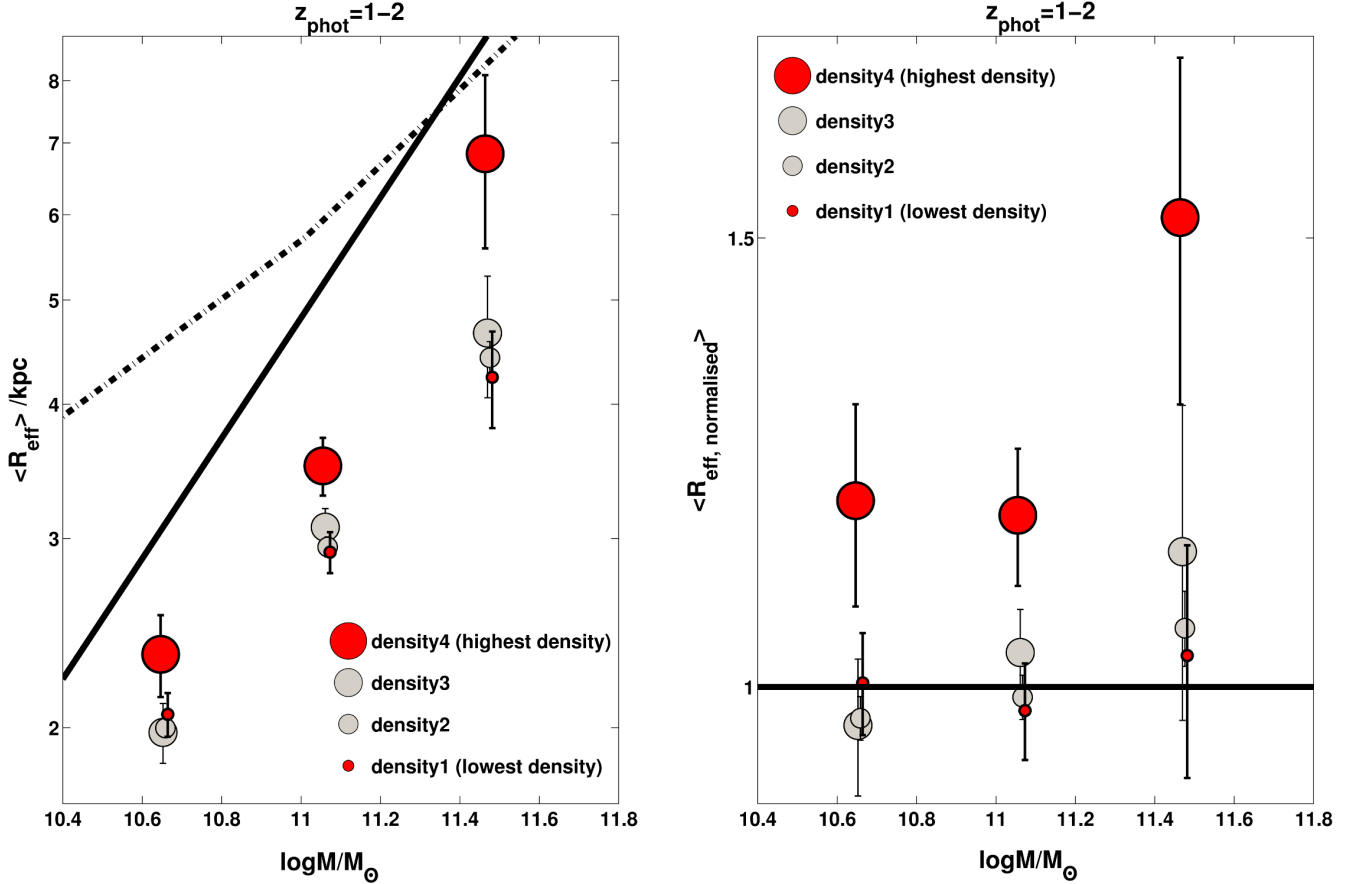 z_phot=1−2
8
7
6
5
4
3
2
<R_eff> /kpc
density4 (highest density)
density3
density2
density1 (lowest density)
10.4 10.6 10.8 11 11.2 11.4 11.6 11.8
logM/M_⊙
z_phot=1−2
density4 (highest density)
density3
density2
density1 (lowest density)
1.5
1
<R_eff, normalised>
10.4 10.6 10.8 11 11.2 11.4 11.6 11.8
logM/M_⊙